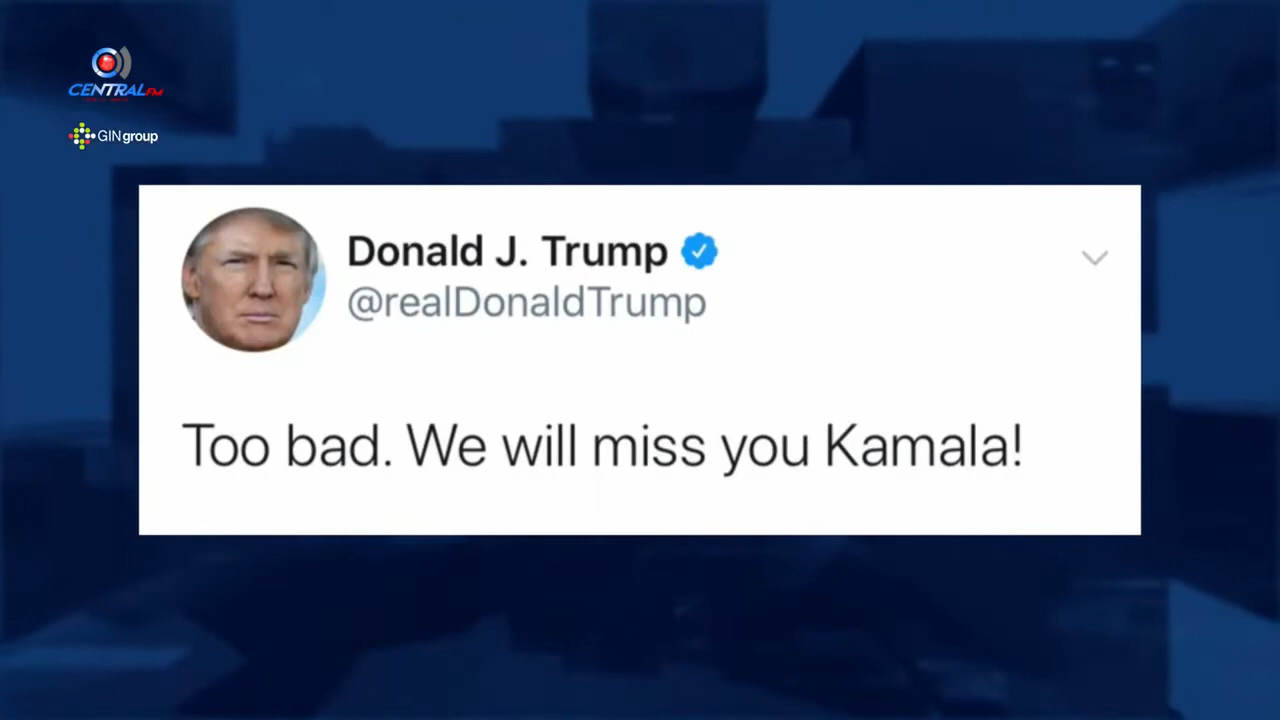 CENTRAL FM
GINgroup
Donald J. Trump
@realDonaldTrump
Too bad. We will miss you Kamala!